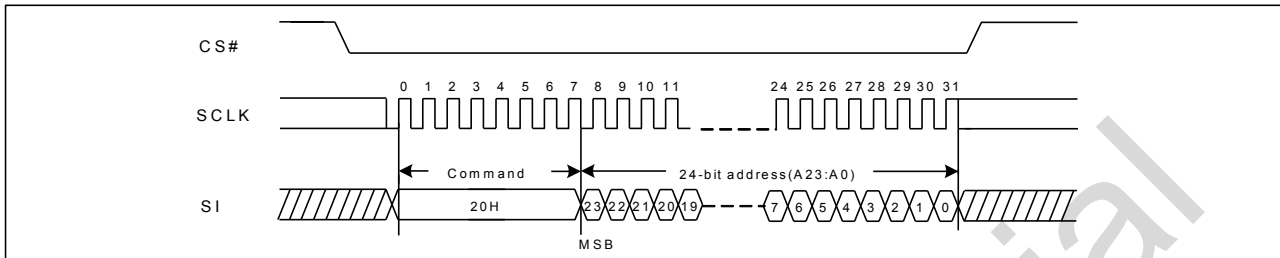 CS#
0 1 2 3 4 5 6 7 8 9 10 11 24 25 26 27 28 29 30 31
SCLK
Command 24-bit address(A23:A0)
SI 20H 23 22 21 20 19 7 6 5 4 3 2 1 0
MSB